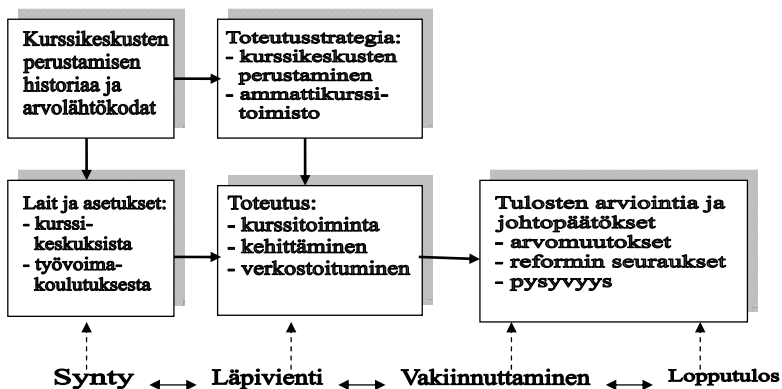 Kurssikeskusten
perustamisen
historiaa ja
arvolähtökodat
Toteutusstrategia:
- kurssikeskusten
perustaminen
- ammattikurssi-
toimisto
Lait ja asetukset:
- kurssi-
keskuksista
- työvoima-
koulutuksesta
Toteutus:
- kurssitoiminta
- kehittäminen
- verkostoituminen
Tulosten arviointia ja
johtopäätökset
- arvomuutokset
- reformin seuraukset
- pysyvyys
Synty
Läpivienti
Vakiinnuttaminen
Lopputulos